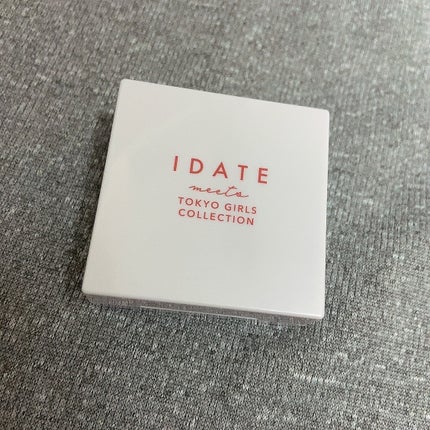 IDATE
meets
TOKYO GIRLS
COLLECTION